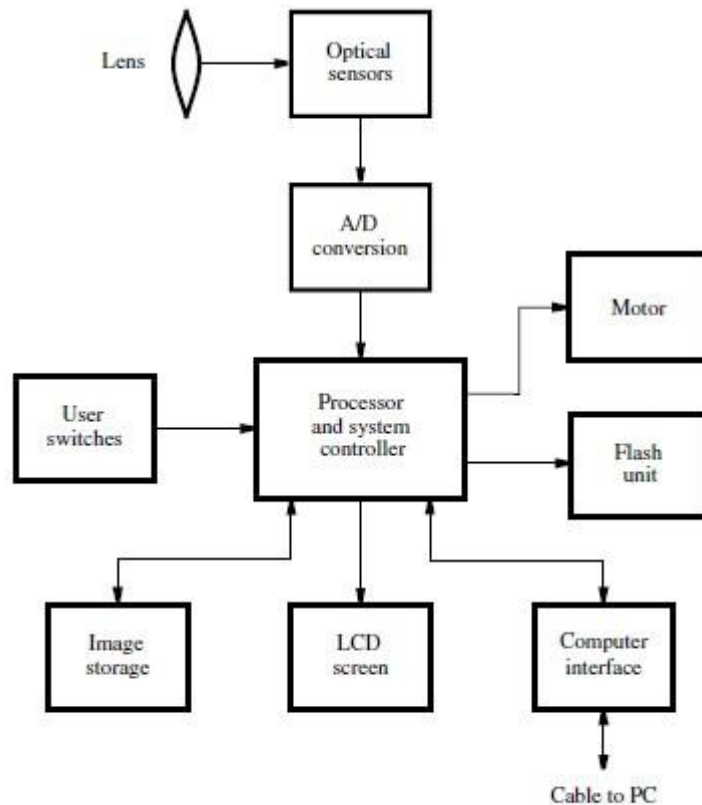 Lens
Optical
sensors
A/D
conversion
Motor
User
switches
Processor
and system
controller
Flash
unit
Image
storage
LCD
screen
Computer
interface
Cable to PC